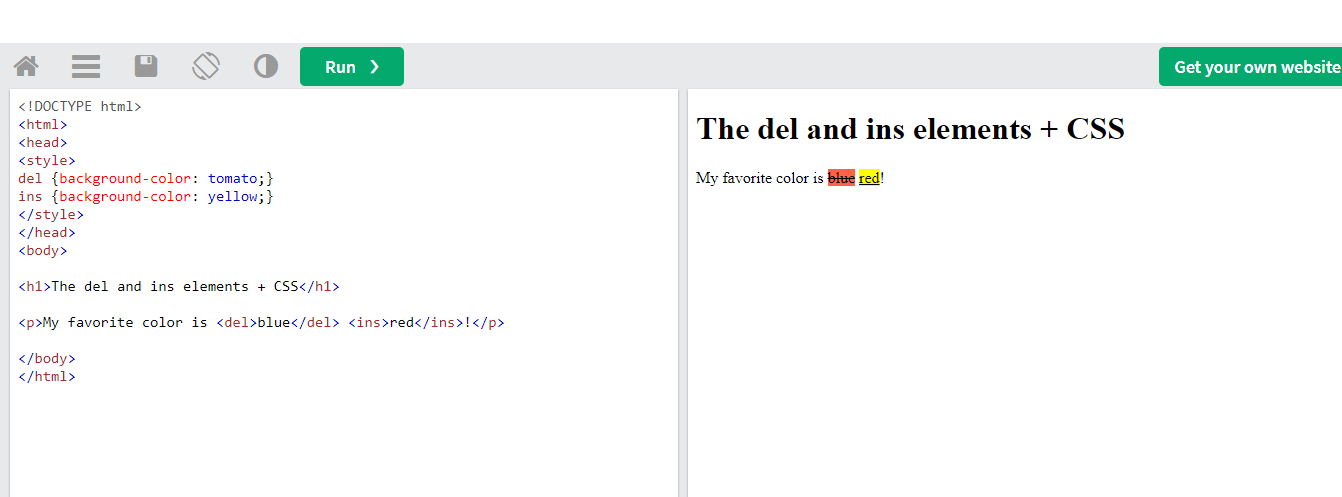 Run ❯
Get your own website
<!DOCTYPE html>
<html>
<head>
<style>
del {background-color: tomato;}
ins {background-color: yellow;}
</style>
</head>
<body>
<h1>The del and ins elements + CSS</h1>
<p>My favorite color is <del>blue</del> <ins>red</ins>!</p>
</body>
</html>
The del and ins elements + CSS
My favorite color is blue red!